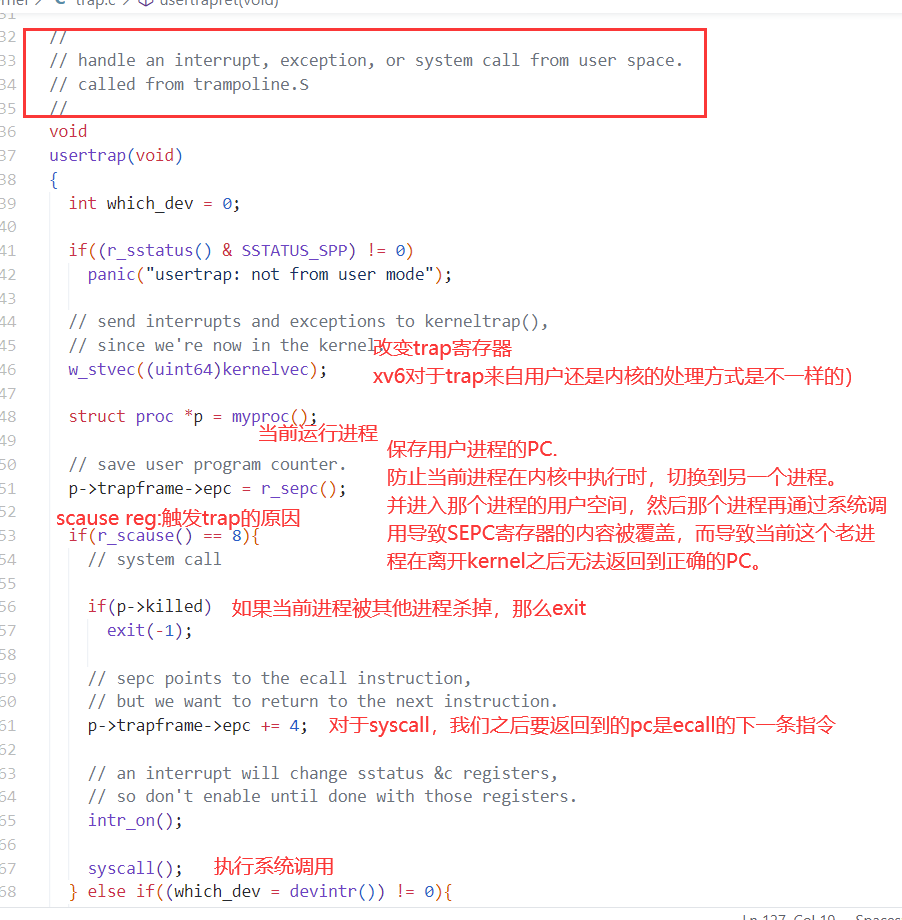 trap.c usertrapret(void)
32 //
33 // handle an interrupt, exception, or system call from user space.
34 // called from trampoline.S
35 //
36 void
37 usertrap(void)
38 {
39 int which_dev = 0;
40
41 if((r_sstatus() & SSTATUS_SPP) != 0)
42 panic("usertrap: not from user mode");
43
44 // send interrupts and exceptions to kerneltrap(),
45 // since we're now in the kernel
改变trap寄存器
46 w_stvec((uint64)kernelvec);
xv6对于trap来自用户还是内核的处理方式是不一样的)
47
48 struct proc *p = myproc();
49
当前运行进程
保存用户进程的PC.
50 // save user program counter.
防止当前进程在内核中执行时，切换到另一个进程。
51 p->trapframe->epc = r_sepc();
并进入那个进程的用户空间，然后那个进程再通过系统调
52
scause reg:触发trap的原因
用导致SEPC寄存器的内容被覆盖，而导致当前这个老进
53 if(r_scause() == 8){
54 // system call
程在离开kernel之后无法返回到正确的PC。
55
56 if(p->killed)
如果当前进程被其他进程杀掉，那么exit
57 exit(-1);
58
59 // sepc points to the ecall instruction,
60 // but we want to return to the next instruction.
61 p->trapframe->epc += 4;
对于syscall，我们之后要返回到的pc是ecall的下一条指令
62
63 // an interrupt will change sstatus &c registers,
64 // so don't enable until done with those registers.
65 intr_on();
66
67 syscall();
执行系统调用
68 } else if((which_dev = devintr()) != 0){